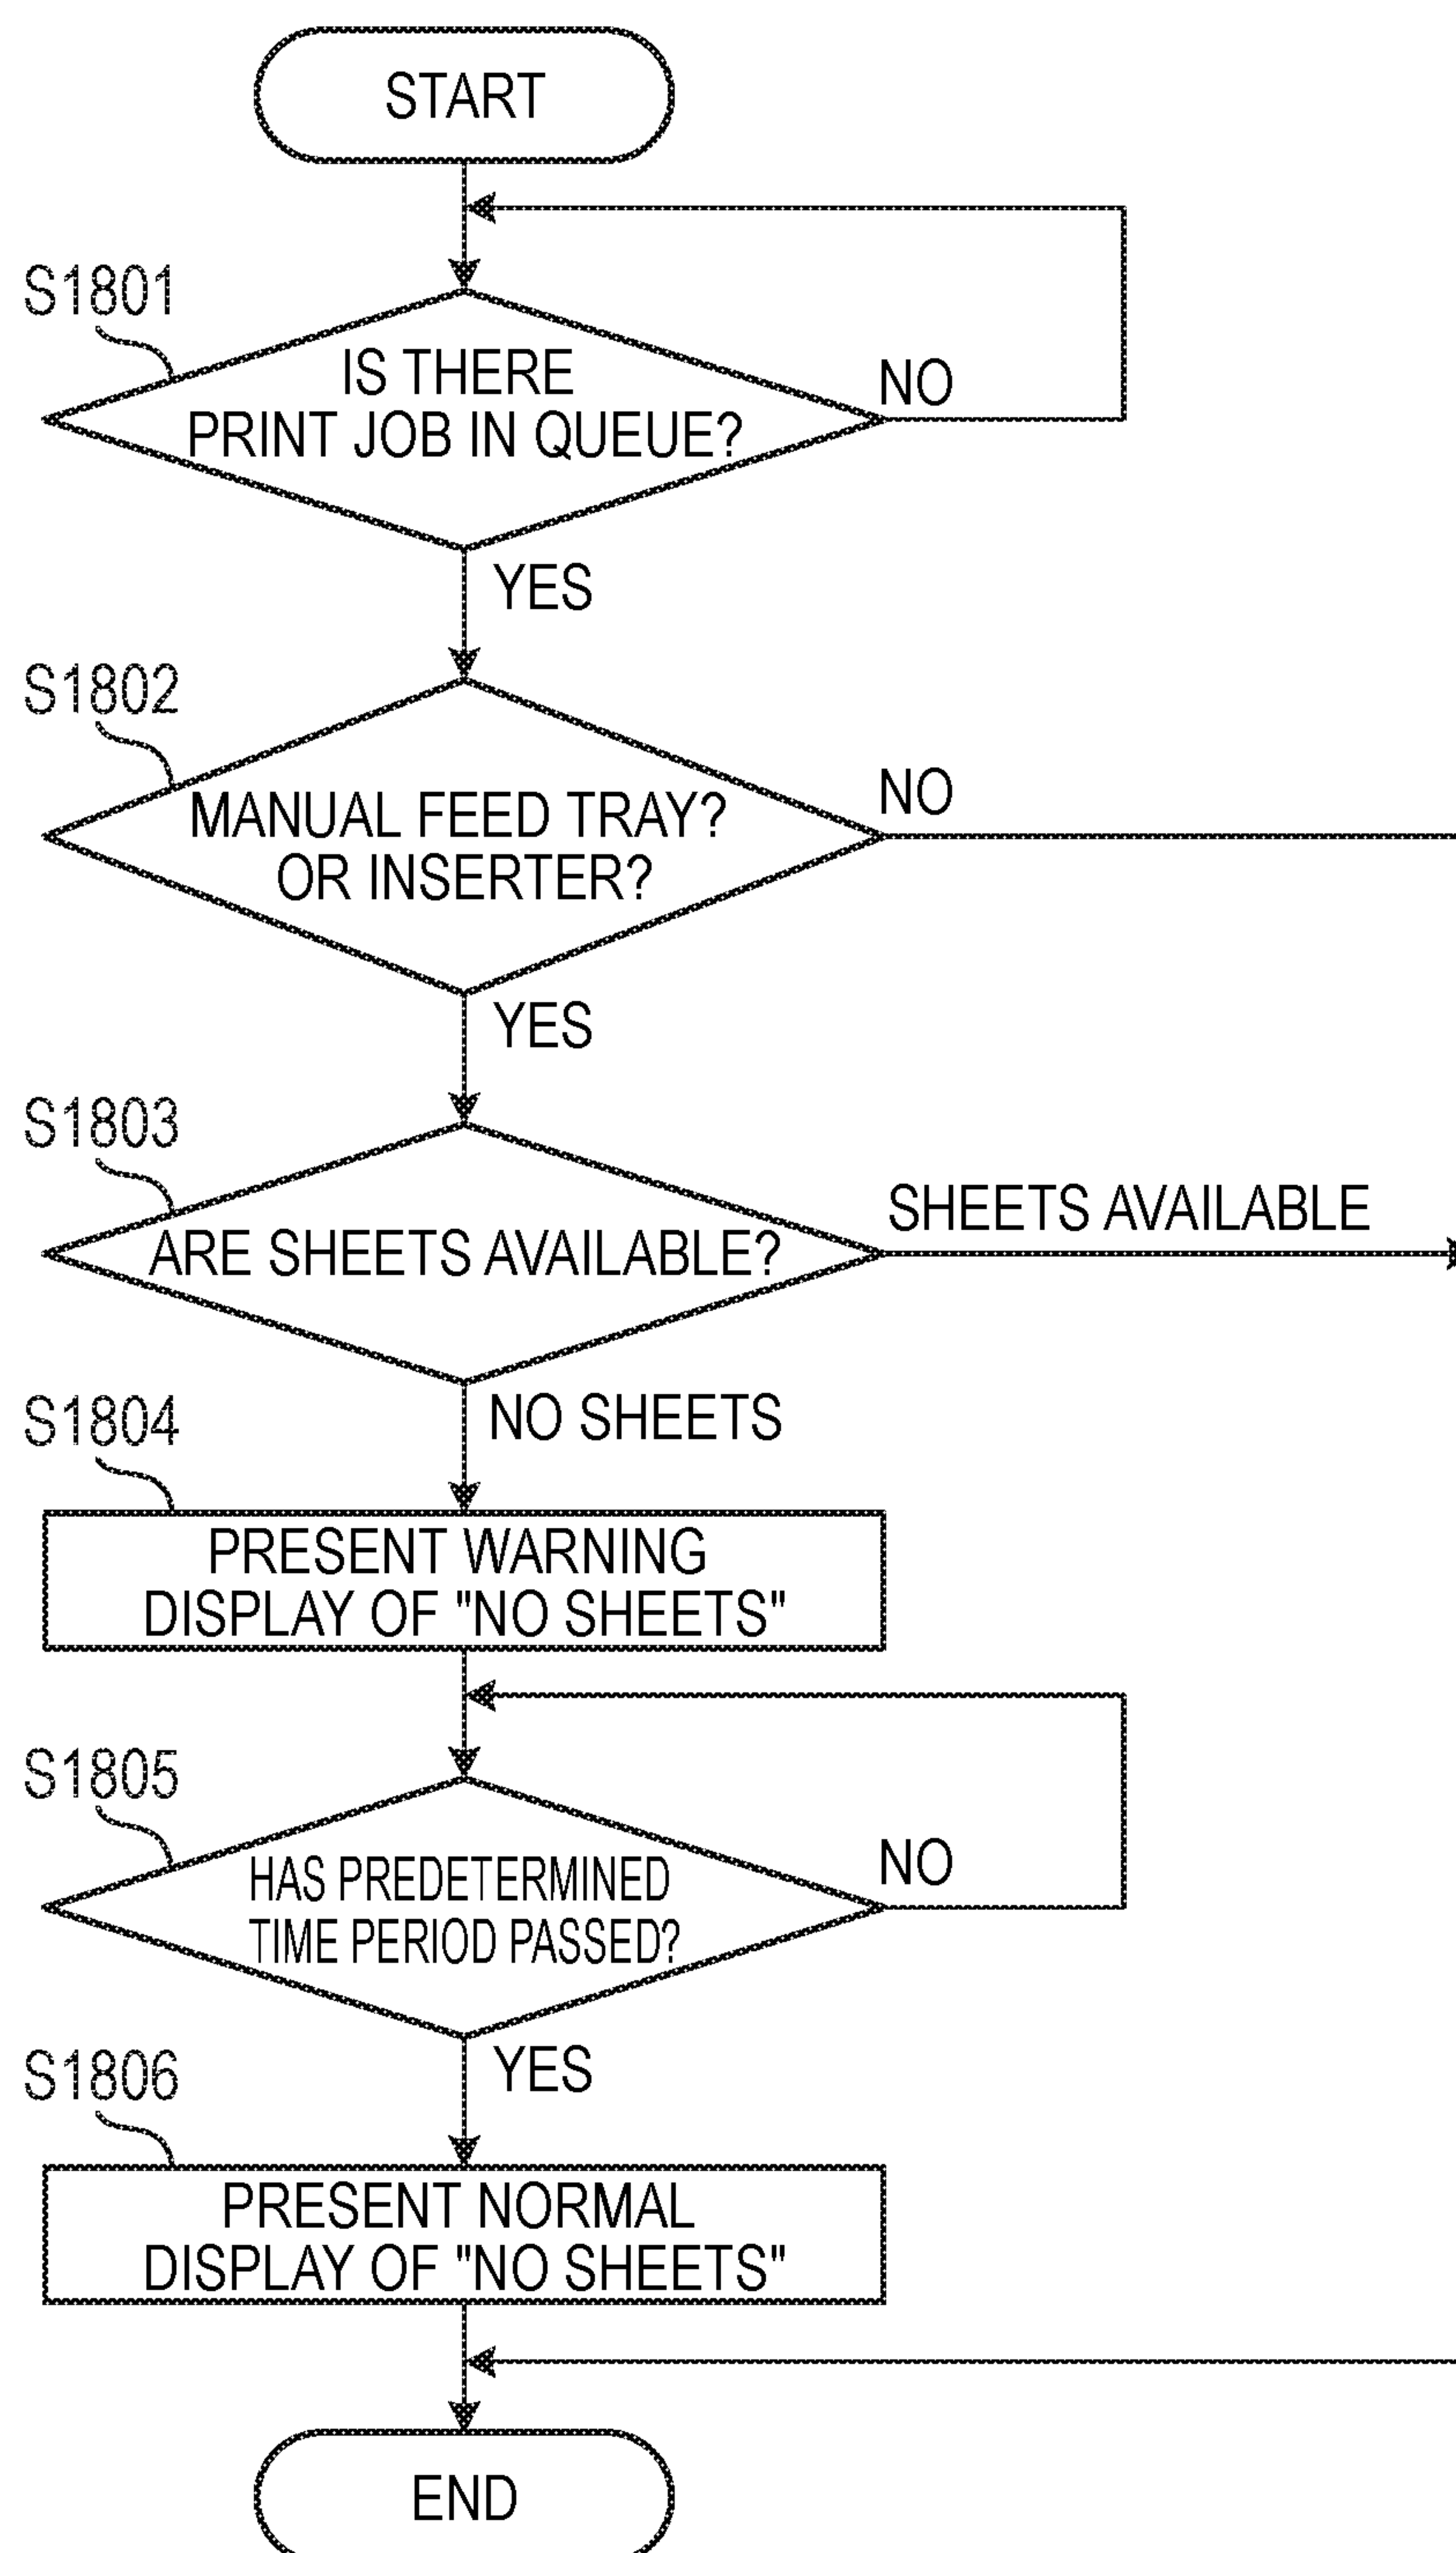 START
S1801
IS THERE
PRINT JOB IN QUEUE?
NO
YES
S1802
MANUAL FEED TRAY?
OR INSERTER?
NO
YES
S1803
ARE SHEETS AVAILABLE?
SHEETS AVAILABLE
NO SHEETS
S1804
PRESENT WARNING
DISPLAY OF "NO SHEETS"
S1805
HAS PREDETERMINED
TIME PERIOD PASSED?
NO
YES
S1806
PRESENT NORMAL
DISPLAY OF "NO SHEETS"
END